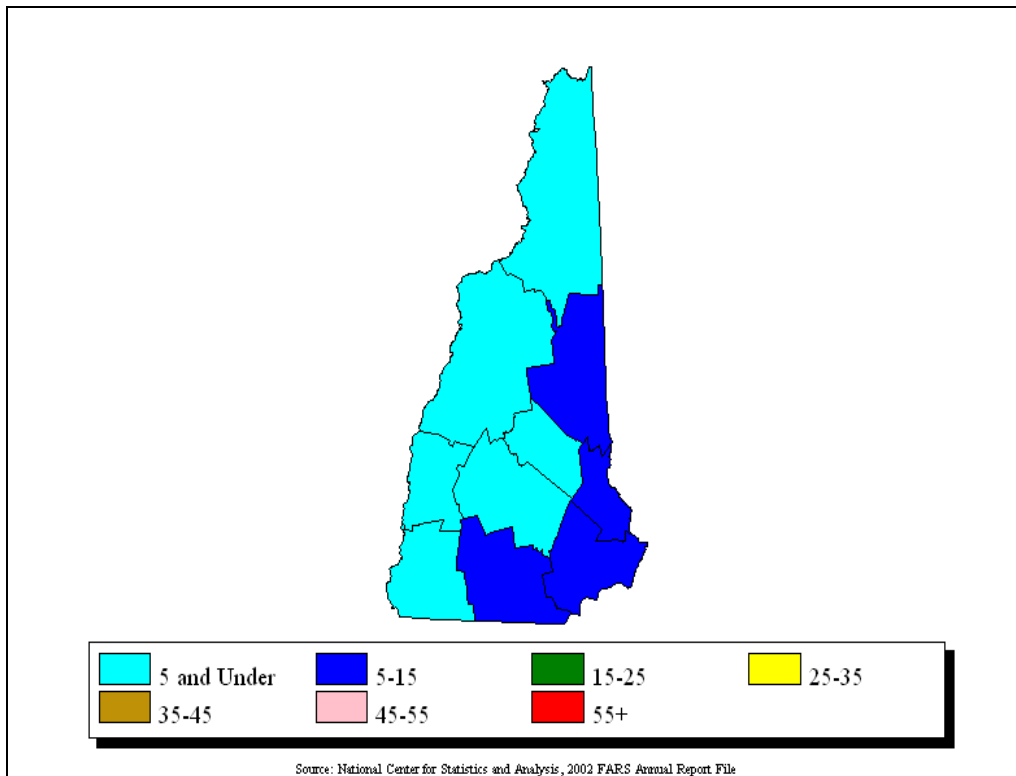 5 and Under 5-15 15-25 25-35
35-45 45-55 55+
Source: National Center for Statistics and Analysis, 2002 FARS Annual Report File